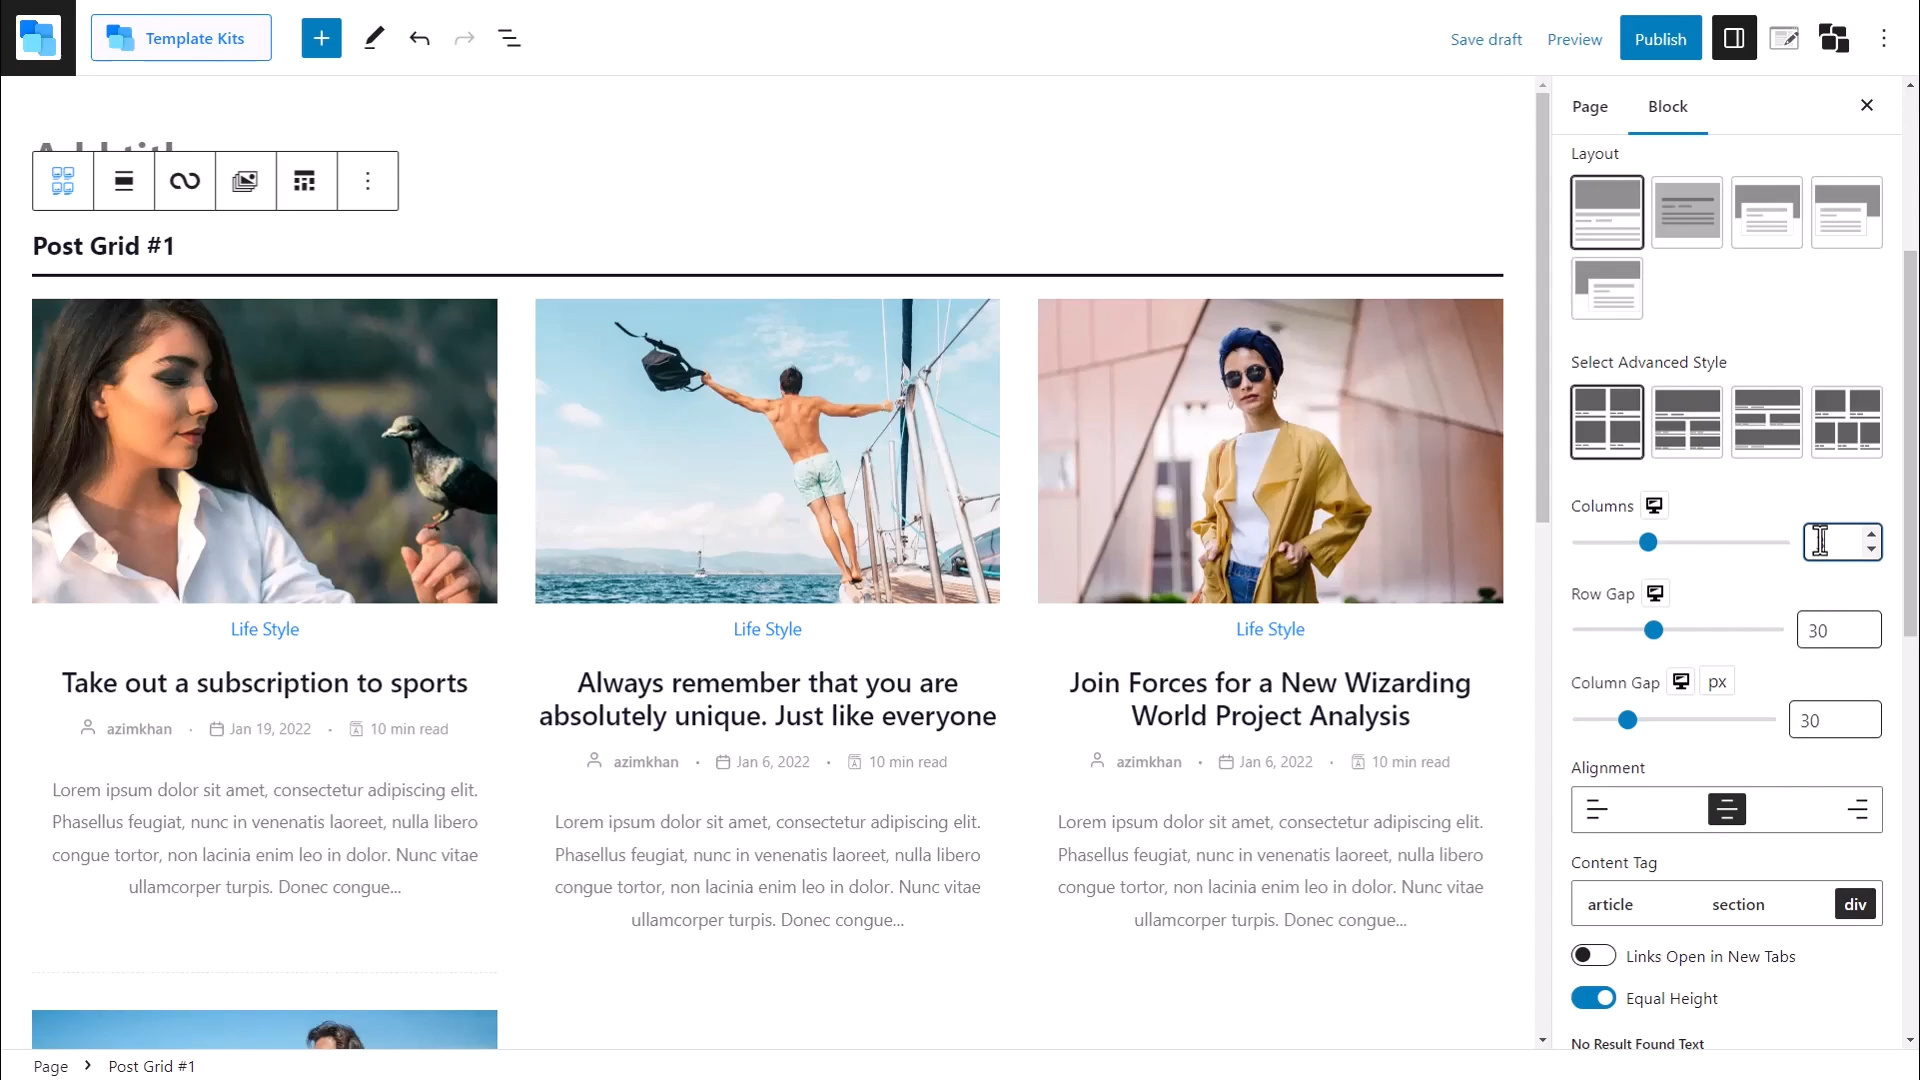 Template Kits
Save draft
Preview
Publish
Page
Block
Layout
Post Grid #1
Life Style
Take out a subscription to sports
azimkhan · Jan 19, 2022 · 10 min read
Lorem ipsum dolor sit amet, consectetur adipiscing elit.
Phasellus feugiat, nunc in venenatis laoreet, nulla libero
congue tortor, non lacinia enim leo in dolor. Nunc vitae
ullamcorper turpis. Donec congue...
Life Style
Always remember that you are
absolutely unique. Just like everyone
azimkhan · Jan 6, 2022 · 10 min read
Lorem ipsum dolor sit amet, consectetur adipiscing elit.
Phasellus feugiat, nunc in venenatis laoreet, nulla libero
congue tortor, non lacinia enim leo in dolor. Nunc vitae
ullamcorper turpis. Donec congue...
Life Style
Join Forces for a New Wizarding
World Project Analysis
azimkhan · Jan 6, 2022 · 10 min read
Lorem ipsum dolor sit amet, consectetur adipiscing elit.
Phasellus feugiat, nunc in venenatis laoreet, nulla libero
congue tortor, non lacinia enim leo in dolor. Nunc vitae
ullamcorper turpis. Donec congue...
Select Advanced Style
Columns
Row Gap
30
Column Gap px
30
Alignment
Content Tag
article section div
Links Open in New Tabs
Equal Height
No Result Found Text
Page > Post Grid #1